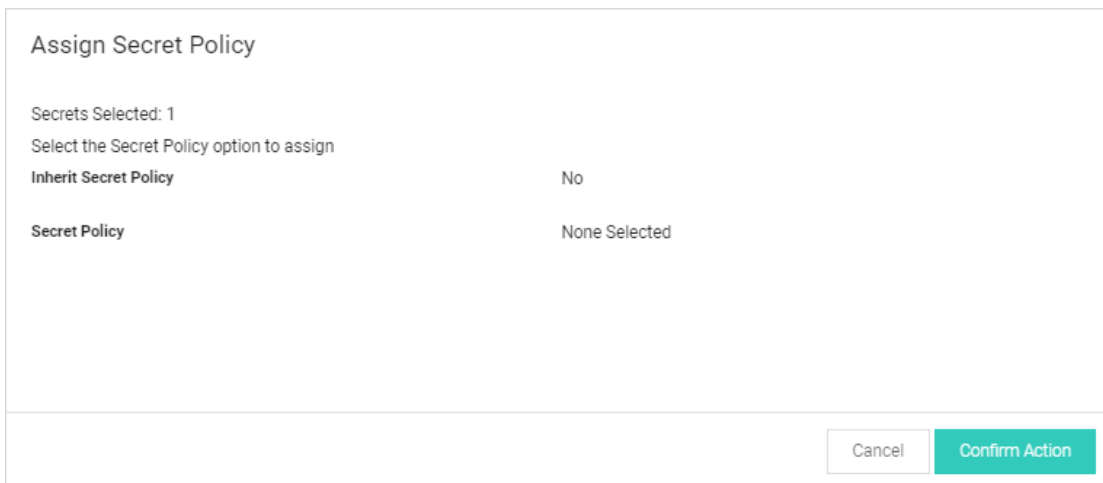 Assign Secret Policy
Secrets Selected: 1
Select the Secret Policy option to assign
Inherit Secret Policy No
Secret Policy None Selected
Cancel Confirm Action